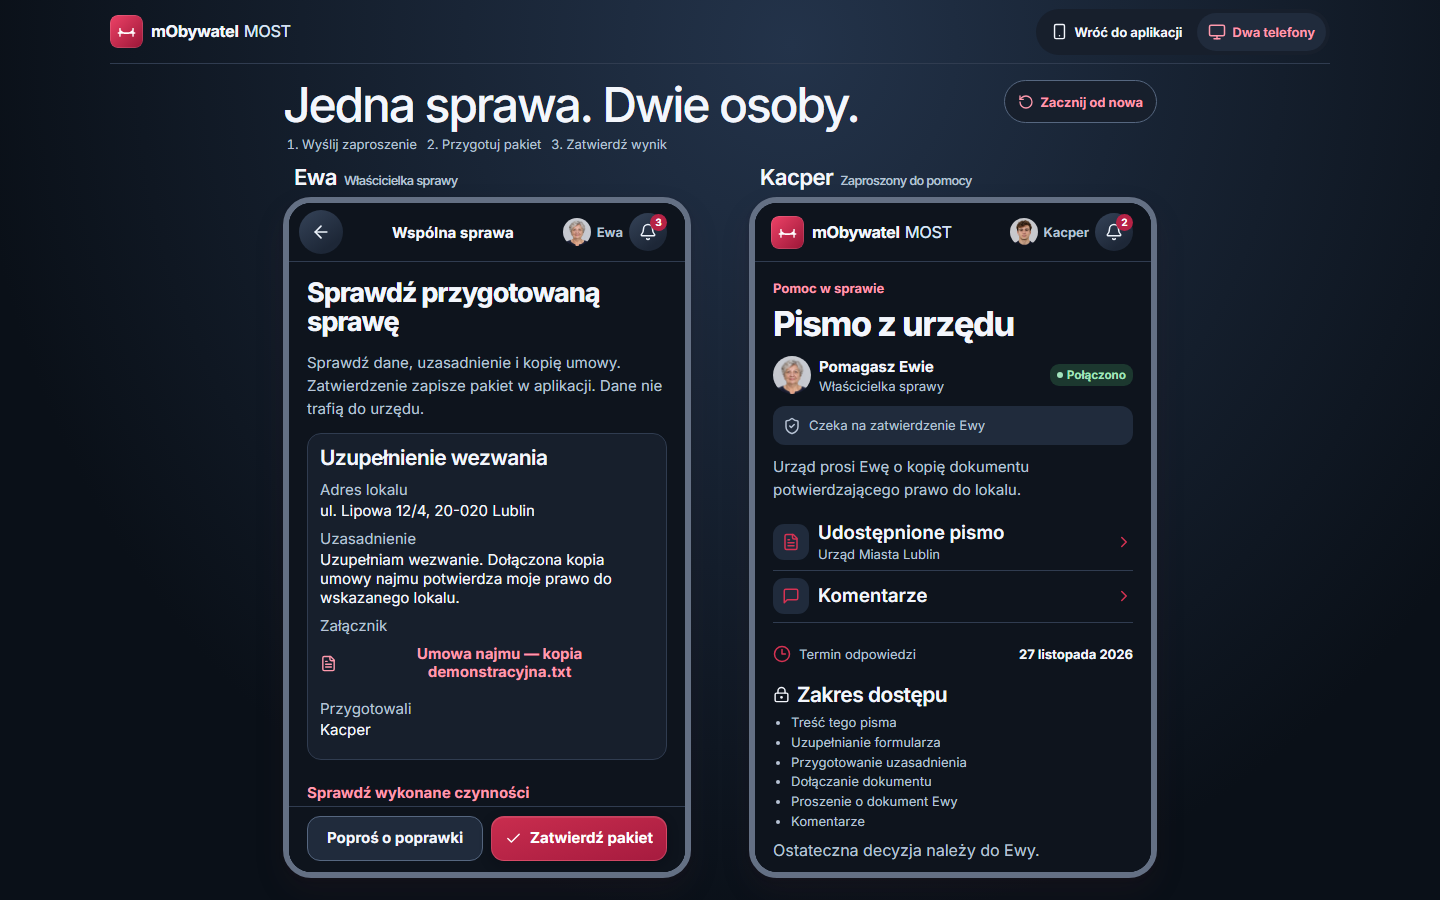 mObywatel MOST
Wróć do aplikacji
Dwa telefony
Jedna sprawa. Dwie osoby.
Zacznij od nowa
1. Wyślij zaproszenie 2. Przygotuj pakiet 3. Zatwierdź wynik
Ewa Właścicielka sprawy
Wspólna sprawa
Ewa
3
Sprawdź przygotowaną
sprawę
Sprawdź dane, uzasadnienie i kopię umowy.
Zatwierdzenie zapisze pakiet w aplikacji. Dane nie
trafią do urzędu.
Uzupełnienie wezwania
Adres lokalu
ul. Lipowa 12/4, 20-020 Lublin
Uzasadnienie
Uzupełniam wezwanie. Dołączona kopia
umowy najmu potwierdza moje prawo do
wskazanego lokalu.
Załącznik
Umowa najmu — kopia
demonstracyjna.txt
Przygotowali
Kacper
Sprawdź wykonane czynności
Poproś o poprawki
Zatwierdź pakiet
Kacper Zaproszony do pomocy
mObywatel MOST
Kacper
2
Pomoc w sprawie
Pismo z urzędu
Pomagasz Ewie
Właścicielka sprawy
Połączono
Czeka na zatwierdzenie Ewy
Urząd prosi Ewę o kopię dokumentu
potwierdzającego prawo do lokalu.
Udostępnione pismo
Urząd Miasta Lublin
Komentarze
Termin odpowiedzi
27 listopada 2026
Zakres dostępu
• Treść tego pisma
• Uzupełnianie formularza
• Przygotowanie uzasadnienia
• Dołączanie dokumentu
• Proszenie o dokument Ewy
• Komentarze
Ostateczna decyzja należy do Ewy.